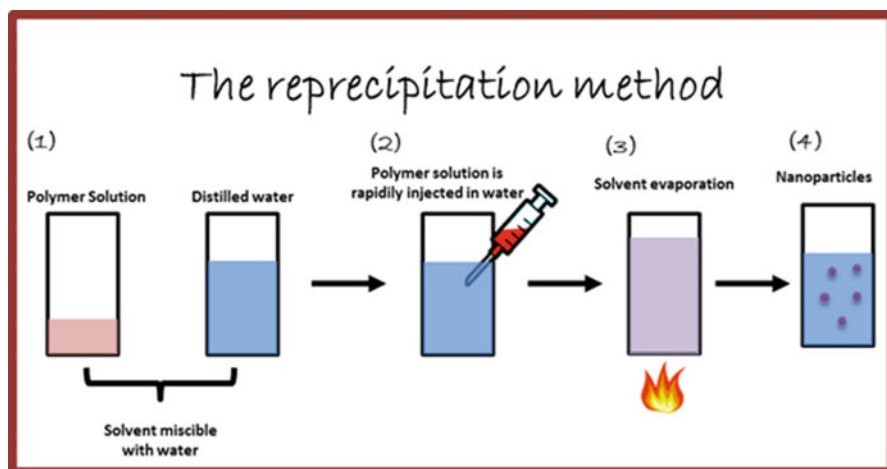 The reprecipitation method
(1)
Polymer Solution
Distilled water
Solvent miscible
with water
(2)
Polymer solution is
rapidily injected in water
(3)
Solvent evaporation
(4)
Nanoparticles